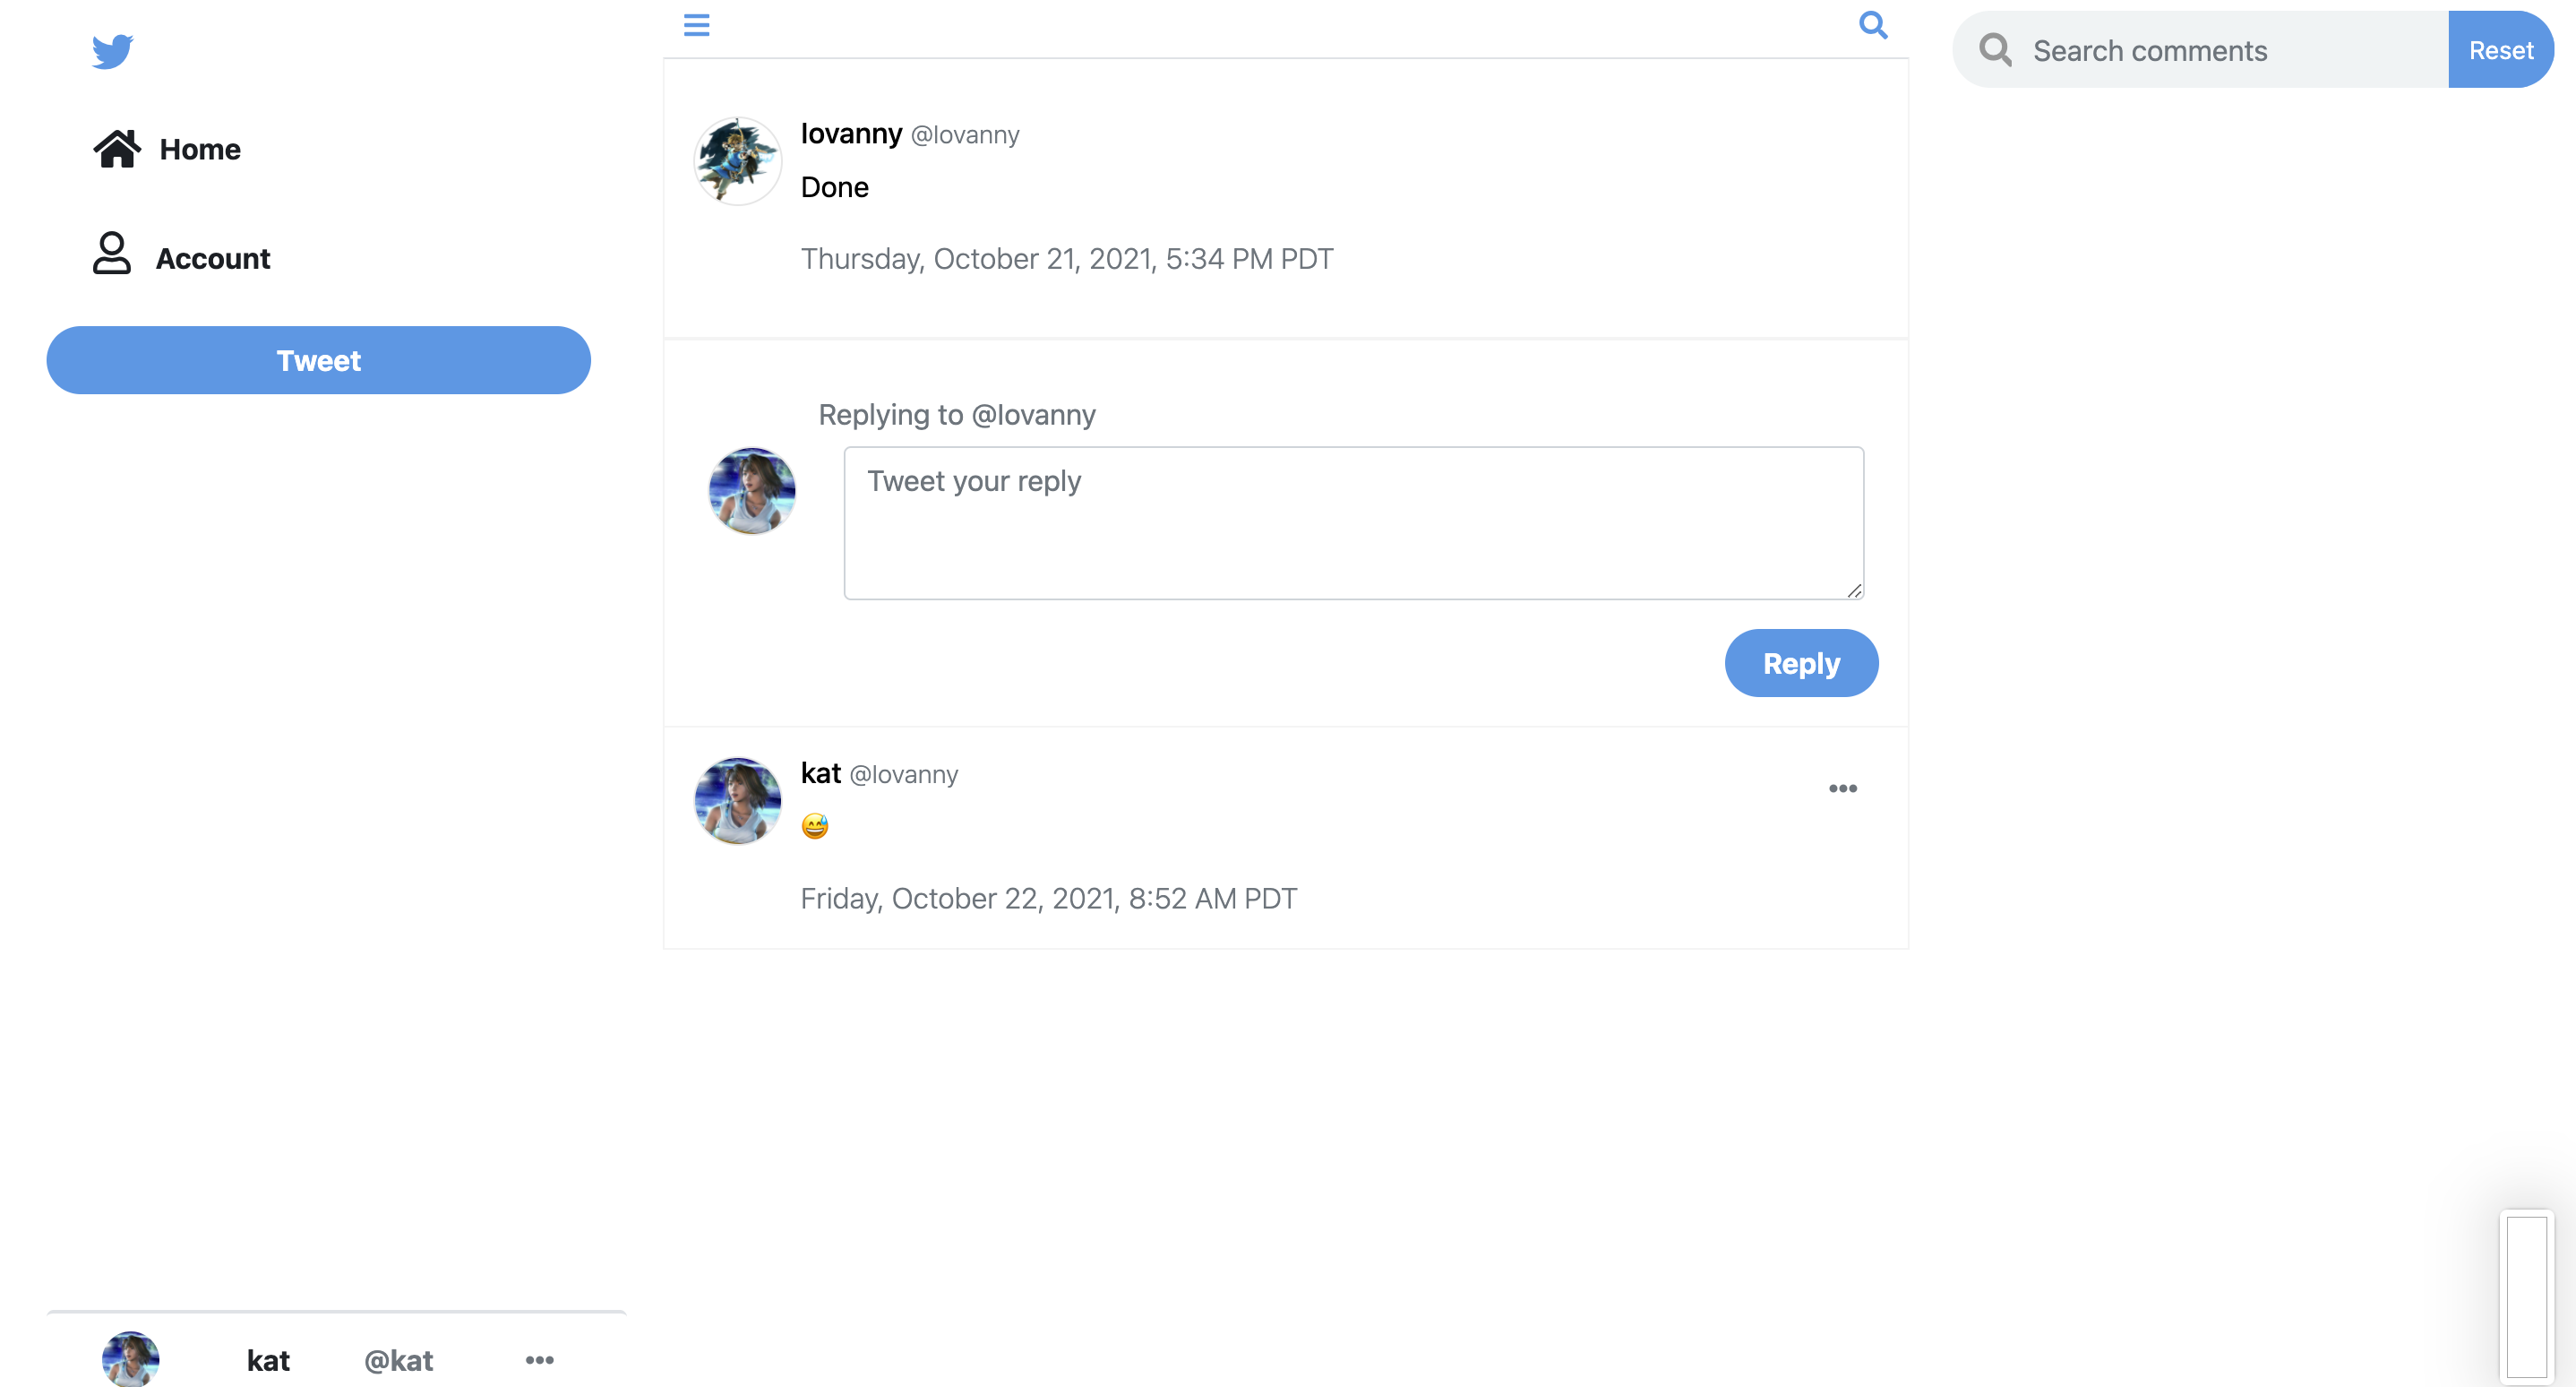 Home
Account
Tweet
lovanny @lovanny
Done
Thursday, October 21, 2021, 5:34 PM PDT
Replying to @lovanny
Tweet your reply
Reply
kat @lovanny
😅
Friday, October 22, 2021, 8:52 AM PDT
Search comments
Reset
kat @kat